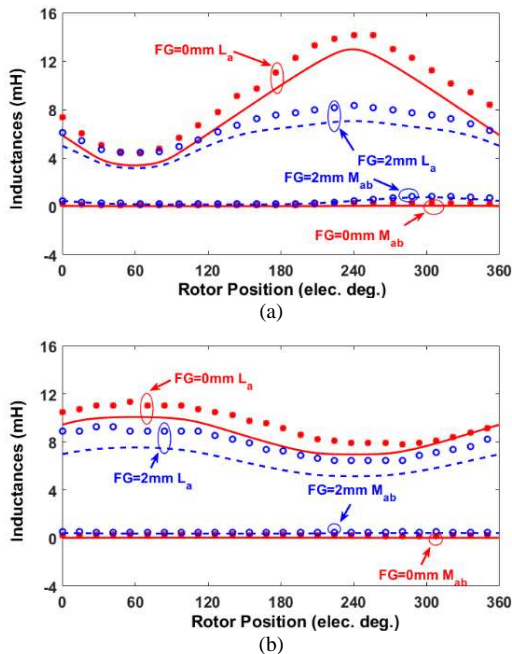 (a)
16
12
8
4
0
-4
Inductances (mH)
FG=0mm La
FG=2mm La
FG=2mm Mab
FG=0mm Mab
0 60 120 180 240 300 360
Rotor Position (elec. deg.)
(a)
16
12
8
4
0
-4
Inductances (mH)
FG=0mm La
FG=2mm La
FG=2mm Mab
FG=0mm Mab
0 60 120 180 240 300 360
Rotor Position (elec. deg.)
(b)